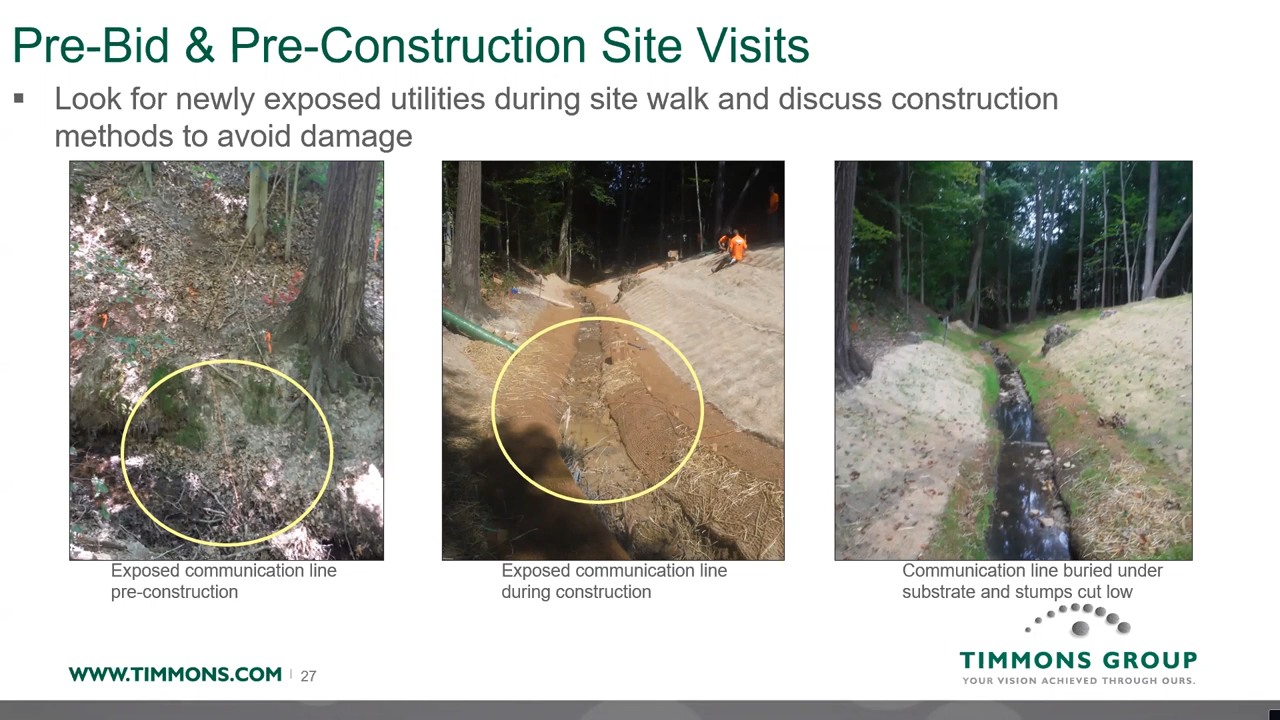 Pre-Bid & Pre-Construction Site Visits
▪ Look for newly exposed utilities during site walk and discuss construction
methods to avoid damage
Exposed communication line
pre-construction
Exposed communication line
during construction
Communication line buried under
substrate and stumps cut low
WWW.TIMMONS.COM | 27
TIMMONS GROUP
YOUR VISION ACHIEVED THROUGH OURS.